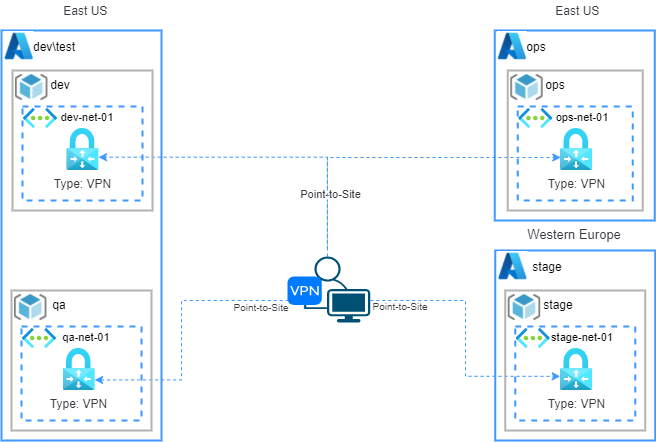 East US
East US
dev\test
dev
dev-net-01
Type: VPN
ops
ops
ops-net-01
Type: VPN
Point-to-Site
Western Europe
VPN
Point-to-Site
Point-to-Site
qa
qa-net-01
Type: VPN
stage
stage
stage-net-01
Type: VPN